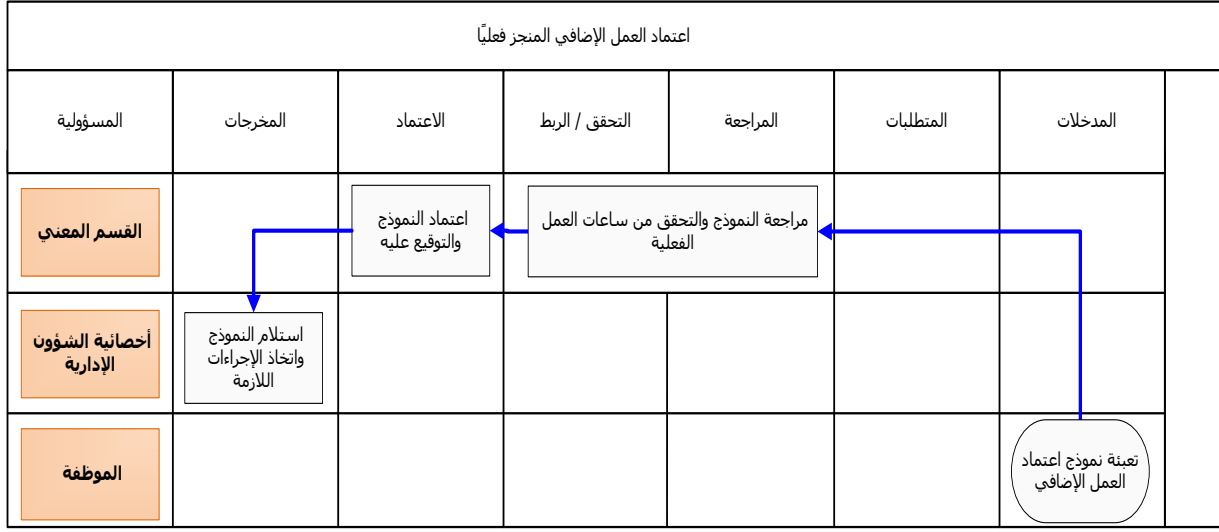 اعتماد العمل الإضافي المنجز فعليًا
المدخلات
المتطلبات
المراجعة
التحقق / الربط
الاعتماد
المخرجات
المسؤولية
مراجعة النموذج والتحقق من ساعات العمل
الفعلية
اعتماد النموذج
والتوقيع عليه
القسم المعني
استلام النموذج
واتخاذ الإجراءات
اللازمة
أخصائية الشؤون
الإدارية
تعبئة نموذج اعتماد
العمل الإضافي
الموظفة